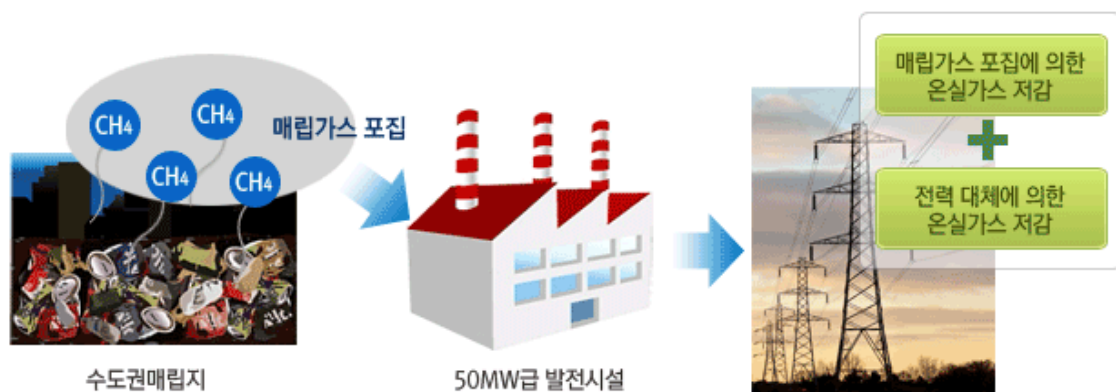 CH4
CH4
CH4
CH4
매립가스 포집
수도권매립지
50MW급 발전시설
매립가스 포집에 의한
온실가스 저감
전력 대체에 의한
온실가스 저감